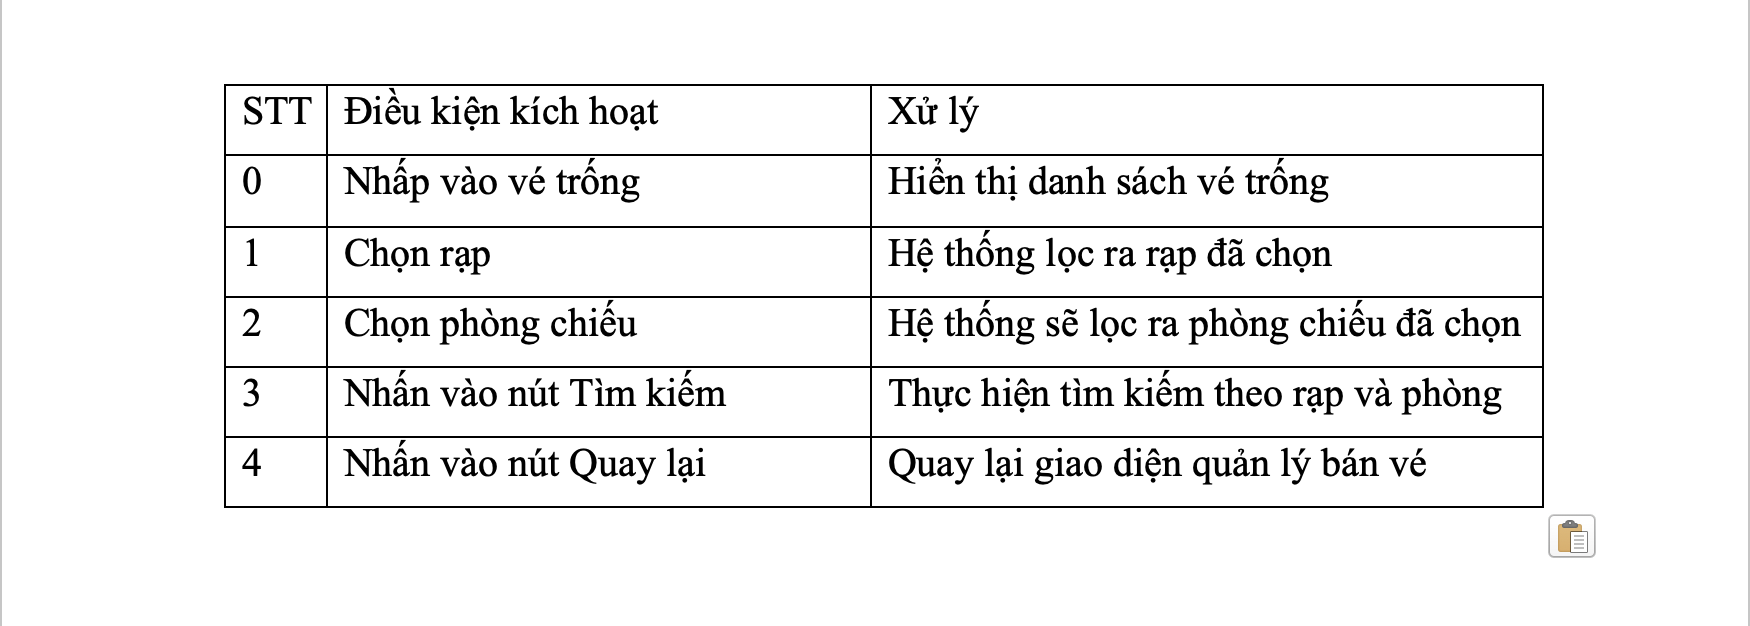 STT Điều kiện kích hoạt Xử lý
0 Nhấp vào vé trống Hiển thị danh sách vé trống
1 Chọn rạp Hệ thống lọc ra rạp đã chọn
2 Chọn phòng chiếu Hệ thống sẽ lọc ra phòng chiếu đã chọn
3 Nhấn vào nút Tìm kiếm Thực hiện tìm kiếm theo rạp và phòng
4 Nhấn vào nút Quay lại Quay lại giao diện quản lý bán vé